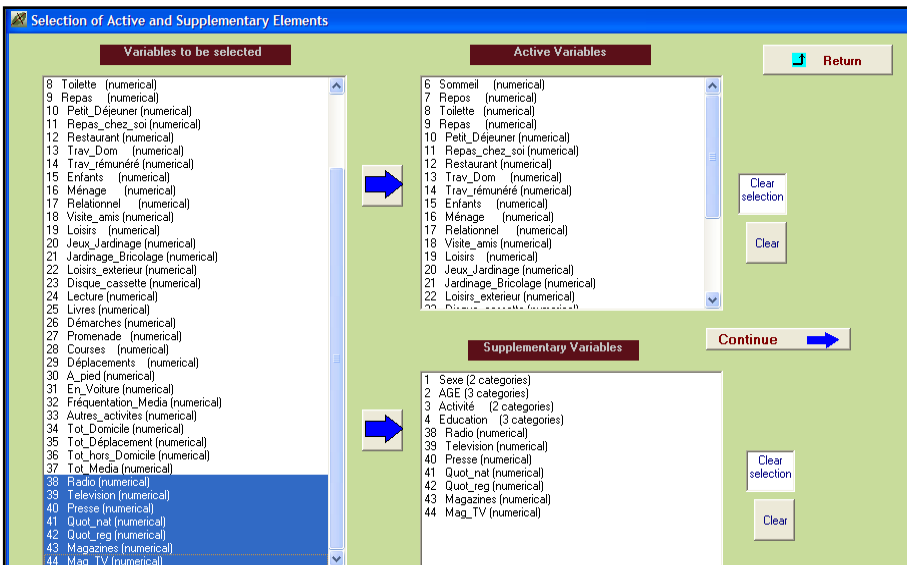 Selection of Active and Supplementary Elements
Variables to be selected
8 Toilette (numerical)
9 Repas (numerical)
10 Petit_Déjeuner (numerical)
11 Repas_chez_soi (numerical)
12 Restaurant (numerical)
13 Trav_Dom (numerical)
14 Trav_rémunéré (numerical)
15 Enfants (numerical)
16 Ménage (numerical)
17 Relationnel (numerical)
18 Visite_amis (numerical)
19 Loisirs (numerical)
20 Jeux_Jardinage (numerical)
21 Jardinage_Bricolage (numerical)
22 Loisirs_exterieur (numerical)
23 Disque_cassette (numerical)
24 Lecture (numerical)
25 Livres (numerical)
26 Démarches (numerical)
27 Promenade (numerical)
28 Courses (numerical)
29 Déplacements (numerical)
30 A_pied (numerical)
31 En_Voiture (numerical)
32 Fréquentation_Media (numerical)
33 Autres_activites (numerical)
34 Tot_Domicile (numerical)
35 Tot_Déplacement (numerical)
36 Tot_hors_Domicile (numerical)
37 Tot_Media (numerical)
38 Radio (numerical)
39 Television (numerical)
40 Presse (numerical)
41 Quot_nat (numerical)
42 Quot_reg (numerical)
43 Magazines (numerical)
44 Mag_TV (numerical)
Active Variables
6 Sommeil (numerical)
7 Repos (numerical)
8 Toilette (numerical)
9 Repas (numerical)
10 Petit_Déjeuner (numerical)
11 Repas_chez_soi (numerical)
12 Restaurant (numerical)
13 Trav_Dom (numerical)
14 Trav_rémunéré (numerical)
15 Enfants (numerical)
16 Ménage (numerical)
17 Relationnel (numerical)
18 Visite_amis (numerical)
19 Loisirs (numerical)
20 Jeux_Jardinage (numerical)
21 Jardinage_Bricolage (numerical)
22 Loisirs_exterieur (numerical)
23 Disque_cassette (numerical)
Return
Clear
selection
Clear
Continue
Supplementary Variables
1 Sexe (2 categories)
2 AGE (3 categories)
3 Activité (2 categories)
4 Education (3 categories)
38 Radio (numerical)
39 Television (numerical)
40 Presse (numerical)
41 Quot_nat (numerical)
42 Quot_reg (numerical)
43 Magazines (numerical)
44 Mag_TV (numerical)
Clear
selection
Clear